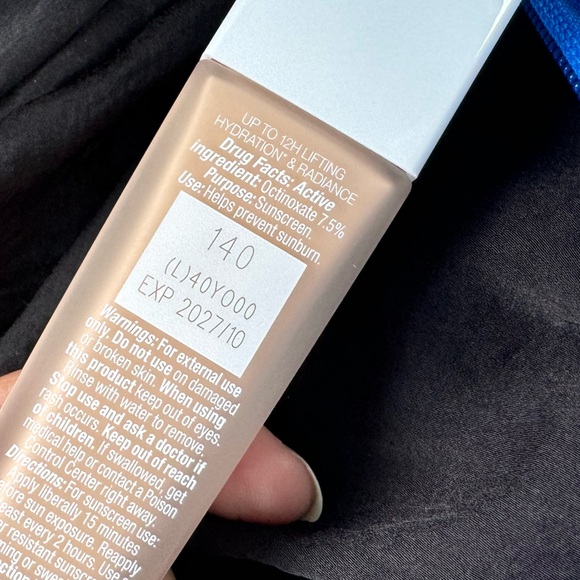 UP TO 12H LIFTING
HYDRATION* & RADIANCE
Drug Facts: Active
ingredient: Octinoxate 7.5%
Purpose: Sunscreen.
Use: Helps prevent sunburn.
140
(L)40Y000
EXP 2027/10
Warnings: For external use
only. Do not use on damaged
or broken skin. When using
this product keep out of eyes.
Rinse with water to remove.
Stop use and ask a doctor if
rash occurs. Keep out of reach
of children. If swallowed, get
medical help or contact a Poison
Control Center right away.
Directions: For sunscreen use:
apply liberally 15 minutes
before sun exposure. Reapply
least every 2 hours. Use
resistant sunscreen